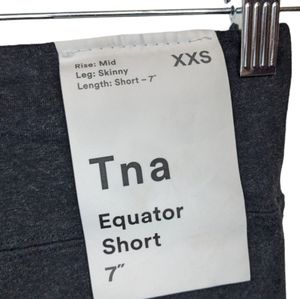 XXS
Rise: Mid
Leg: Skinny
Length: Short – 7"
Tna
Equator
Short
7"